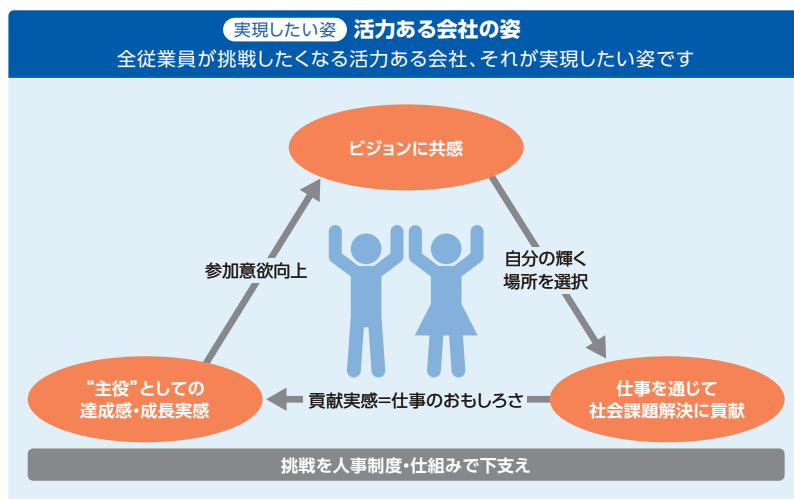 実現したい姿 活力ある会社の姿
全従業員が挑戦したくなる活力ある会社、それが実現したい姿です
ビジョンに共感
参加意欲向上
自分の輝く
場所を選択
“主役”としての
達成感・成長実感
貢献実感=仕事のおもしろさ
仕事を通じて
社会課題解決に貢献
挑戦を人事制度・仕組みで下支え